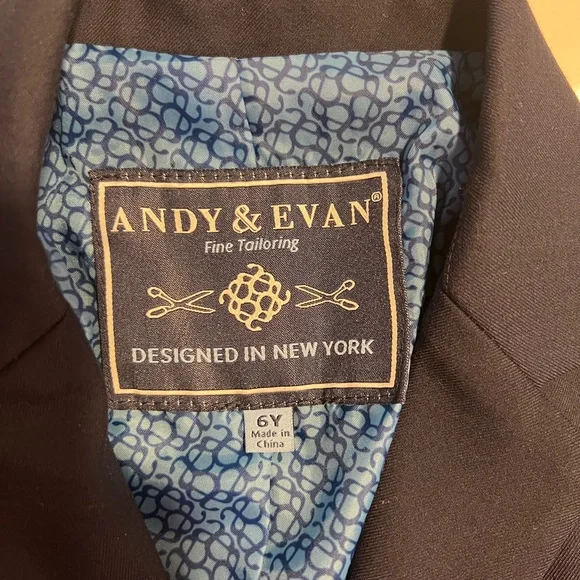 ANDY & EVAN®
Fine Tailoring
DESIGNED IN NEW YORK
6Y
Made in
China